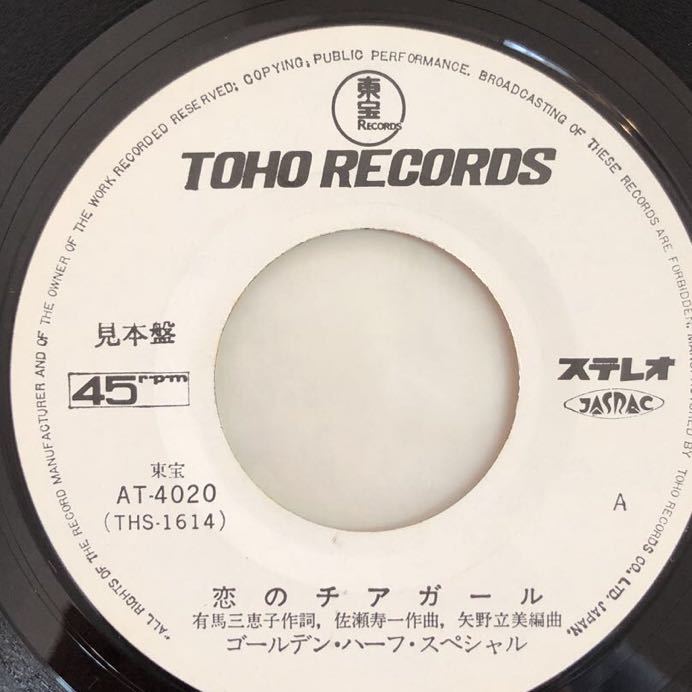 *ALL RIGHTS OF THE RECORD MANUFACTURER AND OF THE OWNER OF THE WORK RECORDED RESERVED; COPYING, PUBLIC PERFORMANCE. BROADCASTING OF THESE RECORDS ARE FORBIDDEN. BY TOHO RECORDS CO., LTD. JAPAN.
東宝
RECORDS
TOHO RECORDS
見本盤
45rpm
ステレオ
JASRAC
東宝
AT-4020
(THS-1614)
A
恋のチアガール
有馬三恵子作詞, 佐瀬寿一作曲, 矢野立美編曲
ゴールデン・ハーフ・スペシャル